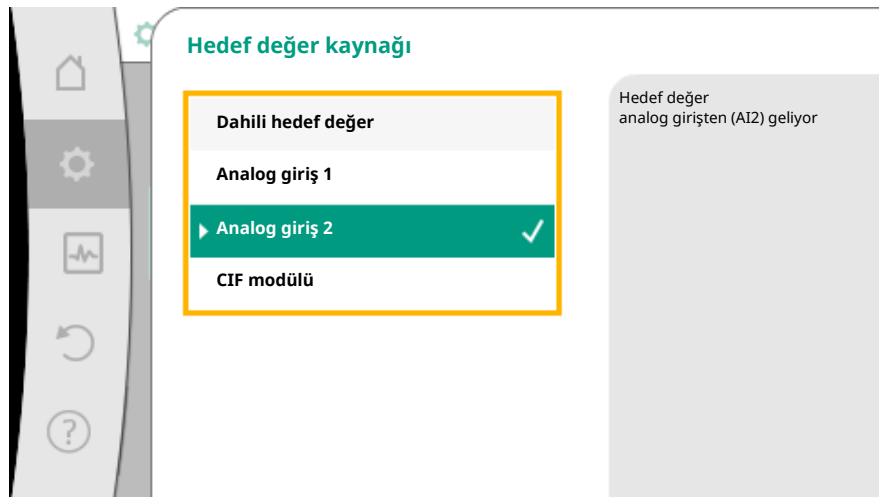 Hedef değer kaynağı
Dahili hedef değer
Analog giriş 1
Analog giriş 2
CIF modülü
Hedef değer
analog girişten (AI2) geliyor
?